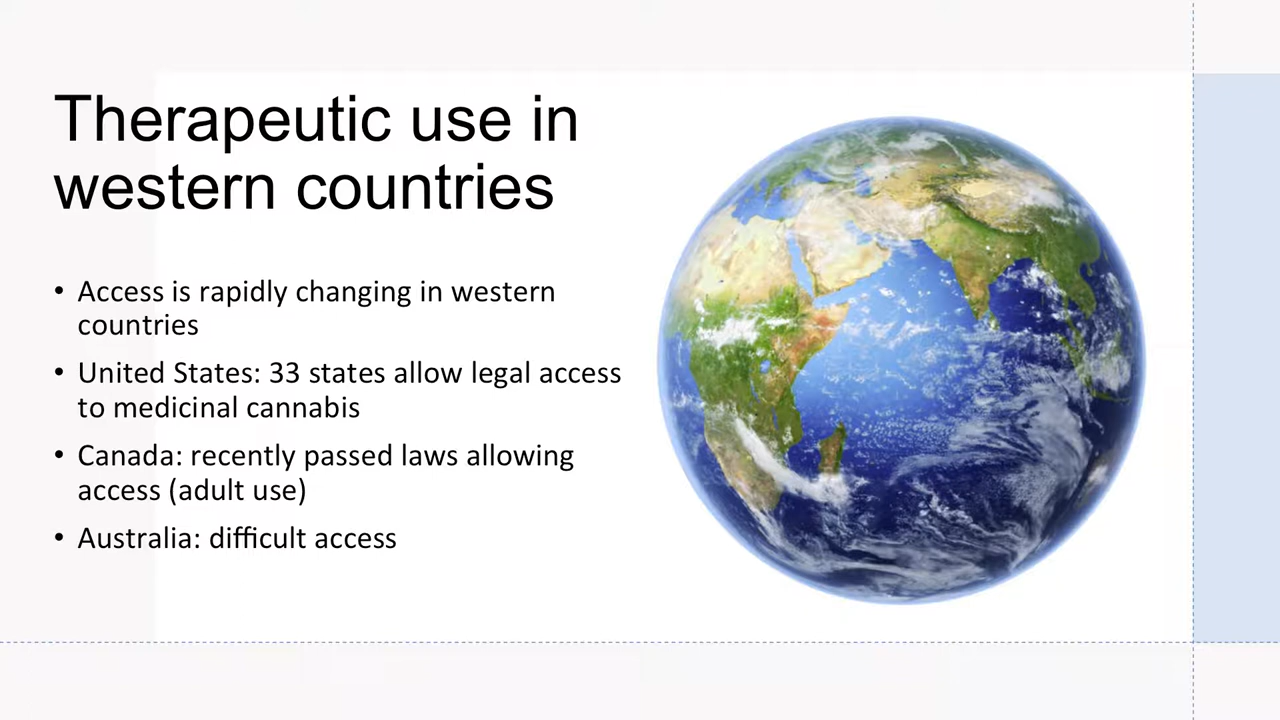 Therapeutic use in
western countries
• Access is rapidly changing in western
countries
• United States: 33 states allow legal access
to medicinal cannabis
• Canada: recently passed laws allowing
access (adult use)
• Australia: difficult access